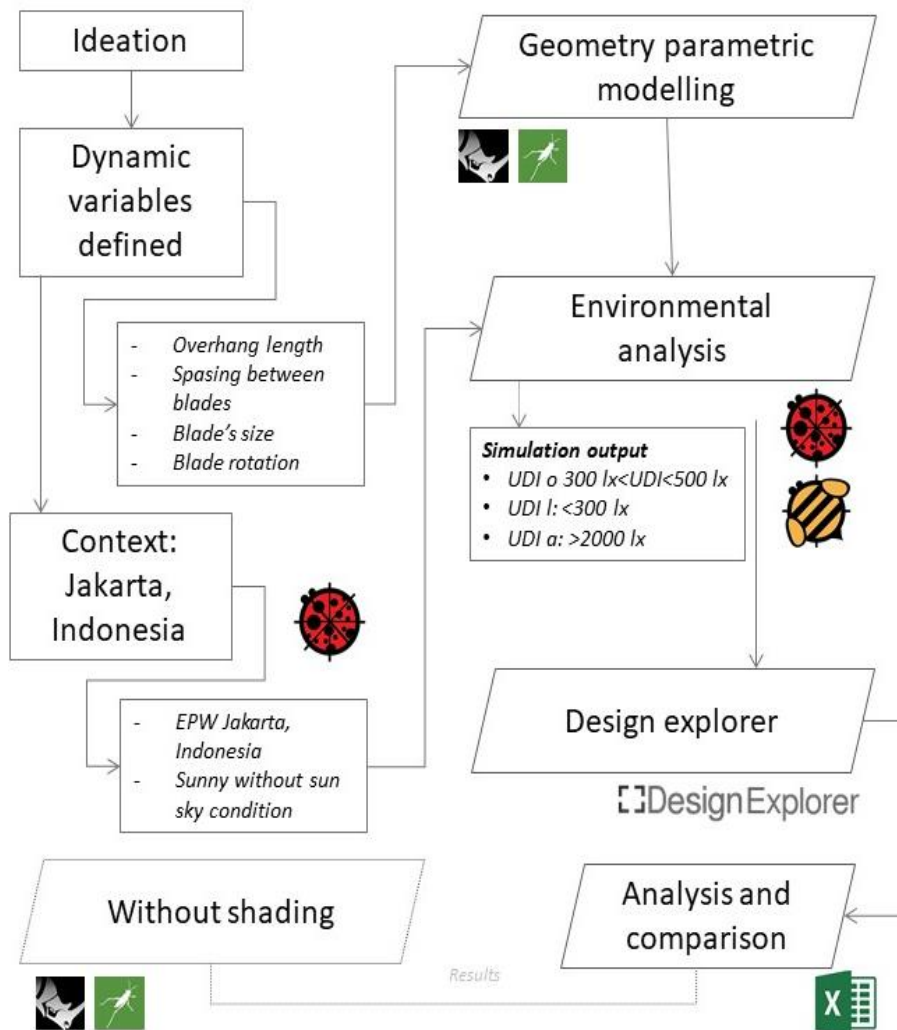 Ideation
Dynamic
variables
defined
- Overhang length
- Spasing between
blades
- Blade's size
- Blade rotation
Context:
Jakarta,
Indonesia
- EPW Jakarta,
Indonesia
- Sunny without sun
sky condition
Geometry parametric
modelling
Environmental
analysis
Simulation output
• UDI o 300 lx<UDI<500 lx
• UDI l: <300 lx
• UDI a: >2000 lx
Design explorer
DesignExplorer
Without shading
Analysis and
comparison
Results
X